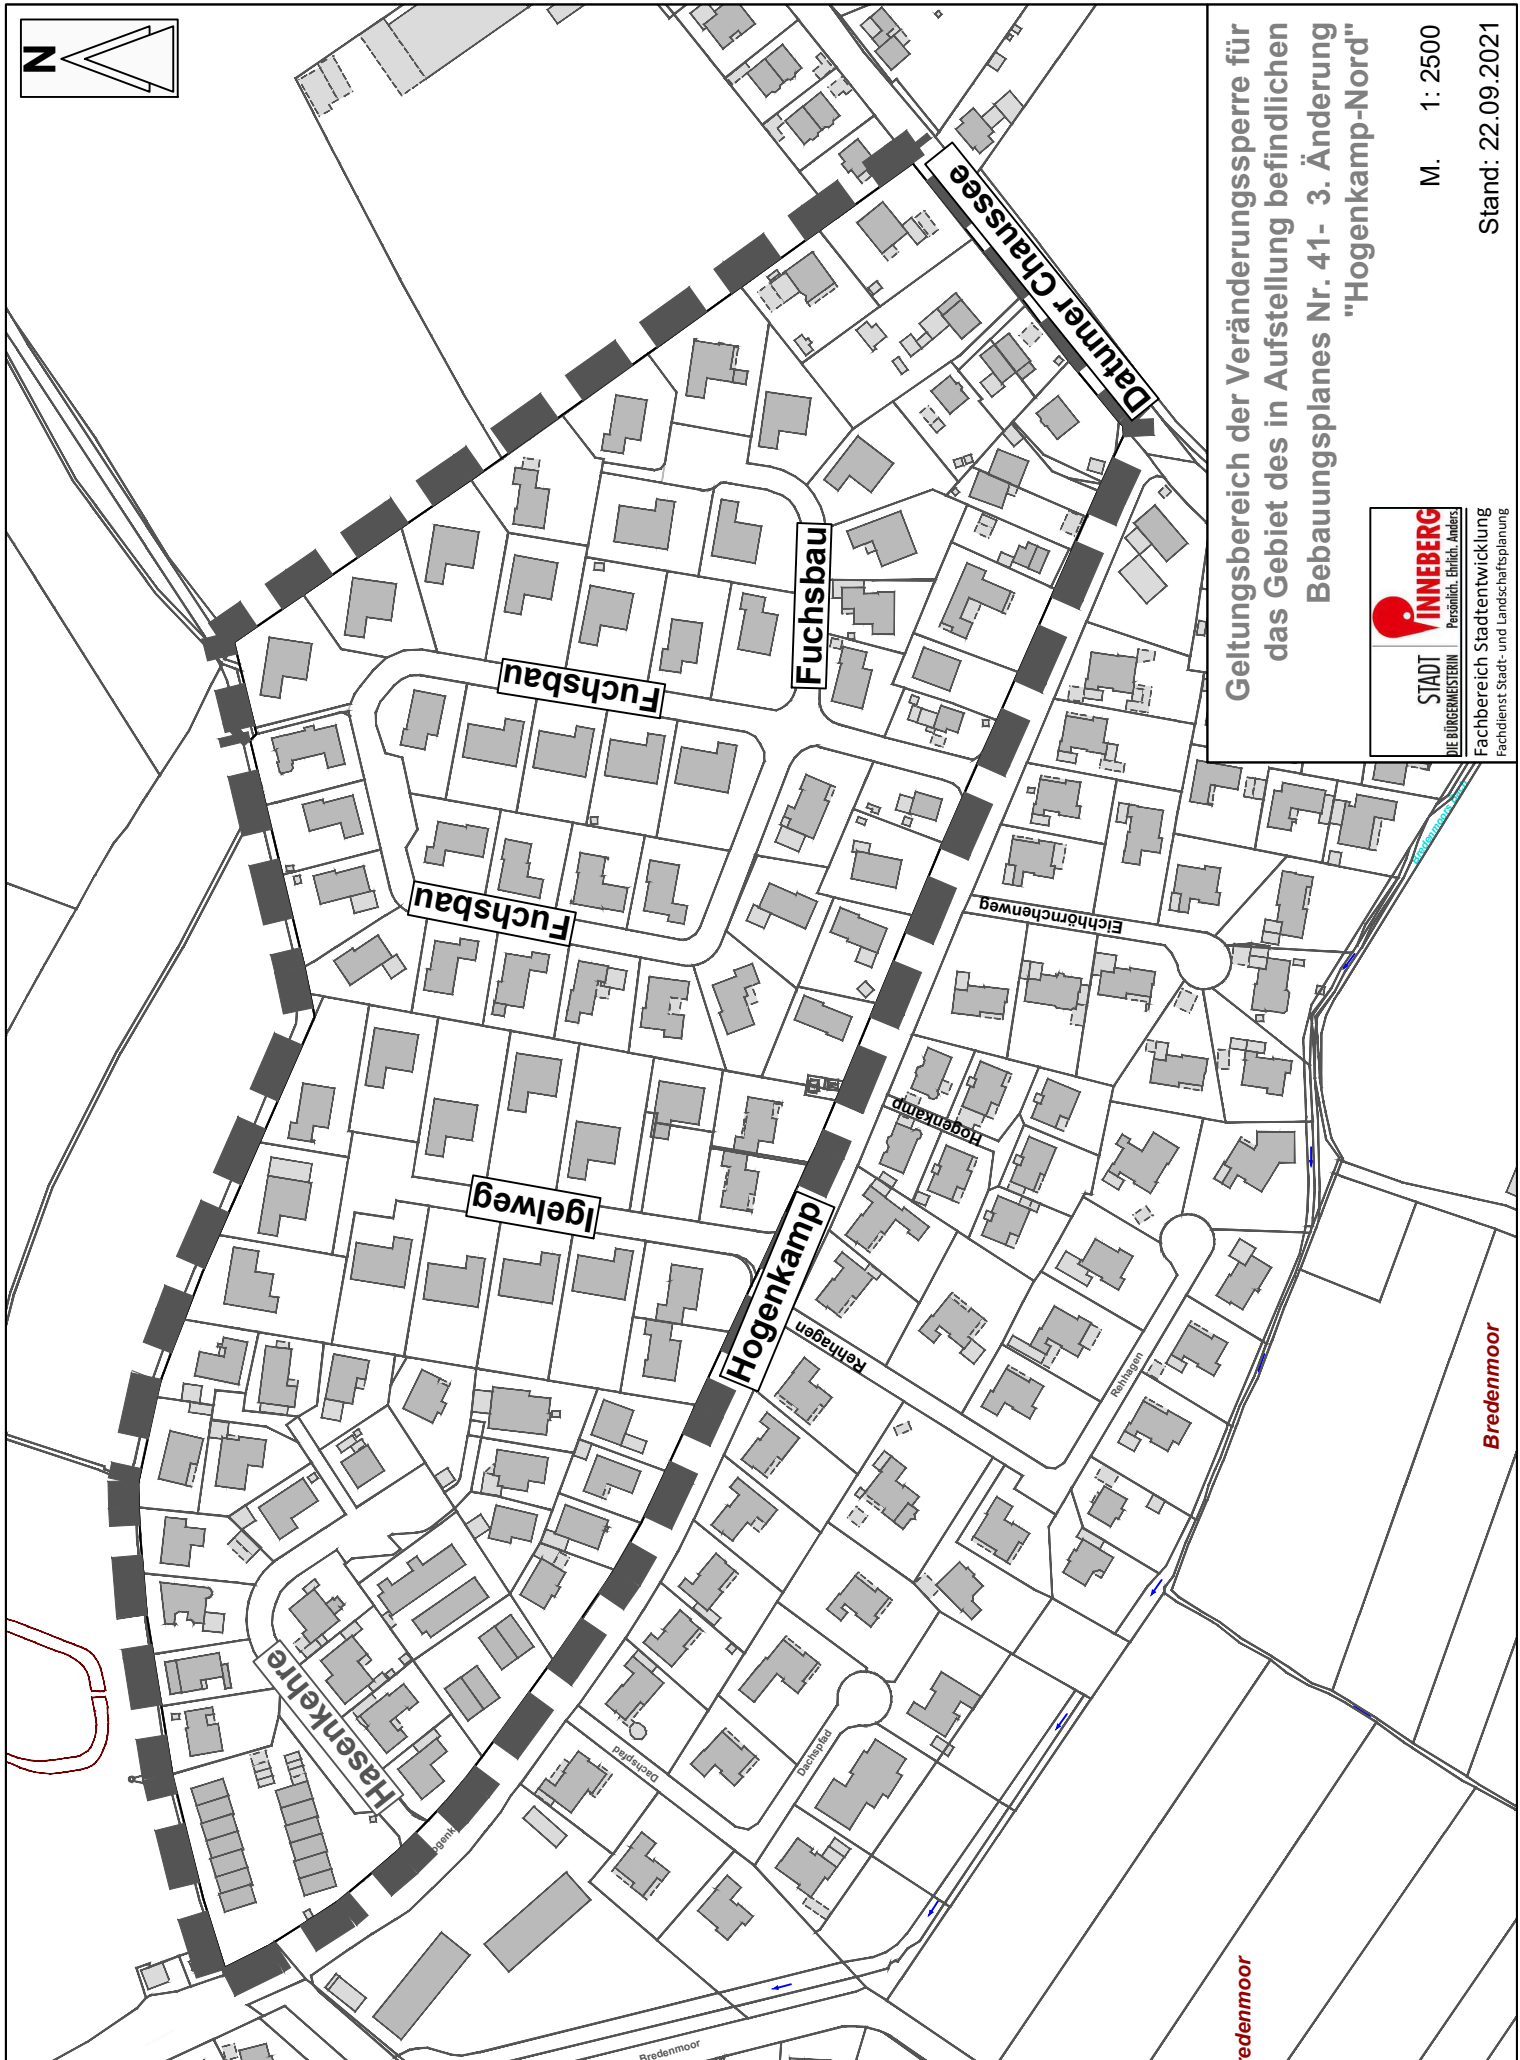 N
Geltungsbereich der Veränderungssperre für
das Gebiet des in Aufstellung befindlichen
Bebauungsplanes Nr. 41- 3. Änderung
"Hogenkamp-Nord"
M. 1: 2500
Stand: 22.09.2021
STADT PINNEBERG
DIE BÜRGERMEISTERIN Persönlich. Ehrlich. Anders.
Fachbereich Stadtentwicklung
Fachdienst Stadt- und Landschaftsplanung
Datumer Chaussee
Fuchsbau
Fuchsbau
Fuchsbau
Igelweg
Hogenkamp
Hasenkehre
Eichhörnchenweg
Hogenkamp
Rehhagen
Rehhagen
Dachspfad
Dachspfad
ogenk
Bredenmoor
Bredenmoor
edenmoor